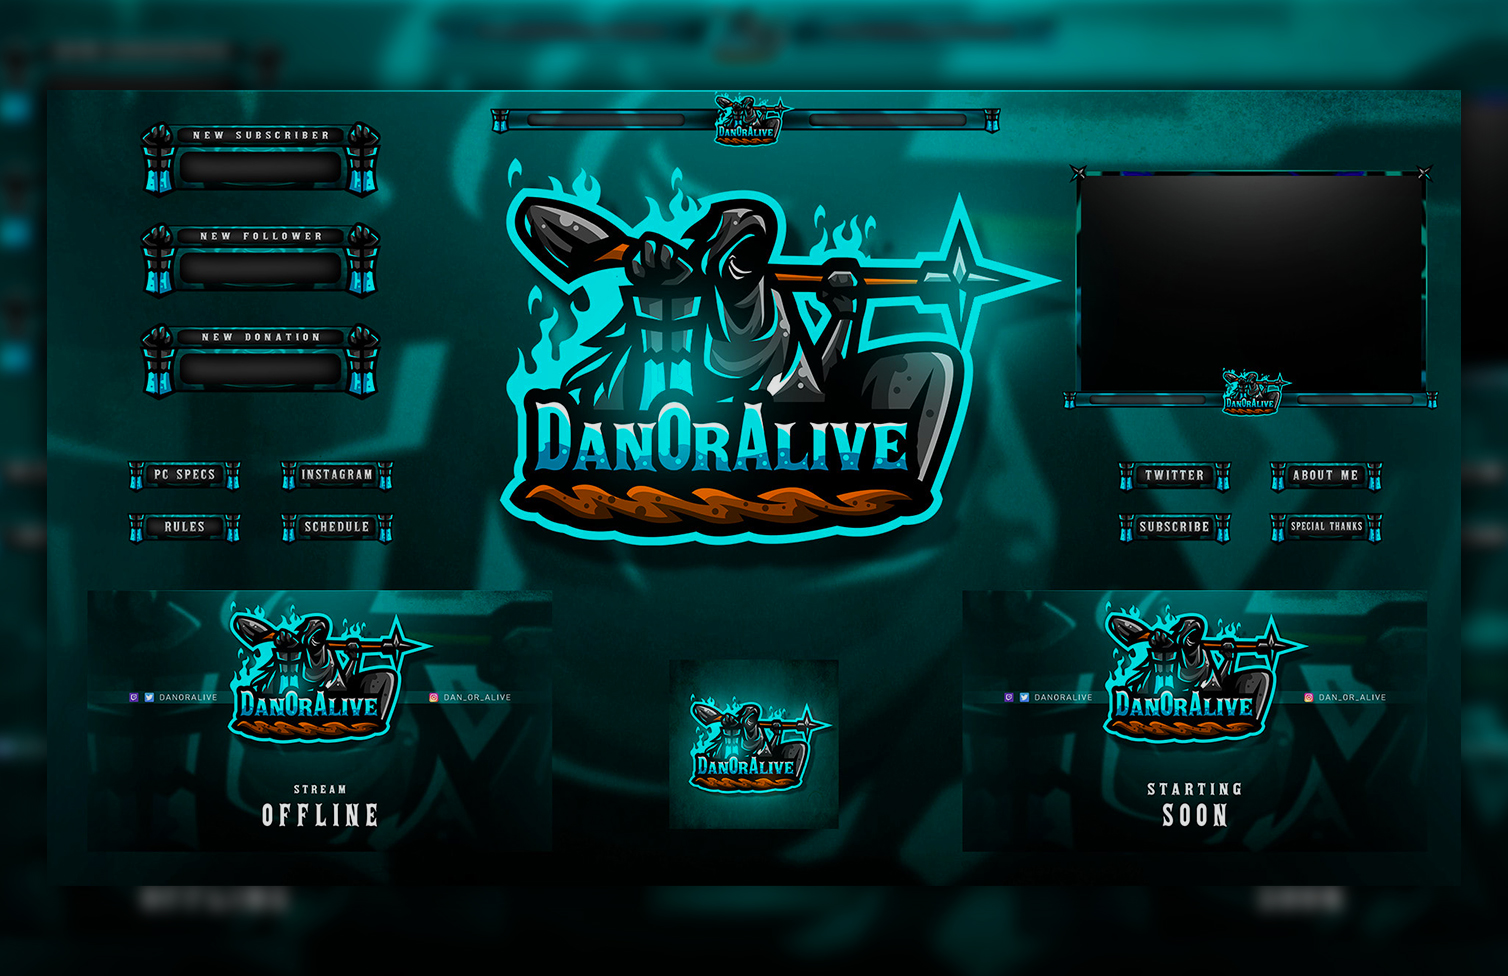 DANORALIVE
NEW SUBSCRIBER
NEW FOLLOWER
NEW DONATION
DANORALIVE
DANORALIVE
PC SPECS
INSTAGRAM
RULES
SCHEDULE
TWITTER
ABOUT ME
SUBSCRIBE
SPECIAL THANKS
DANORALIVE
DANORALIVE
DAN_OR_ALIVE
STREAM
OFFLINE
DANORALIVE
DANORALIVE
DANORALIVE
DAN_OR_ALIVE
STARTING
SOON